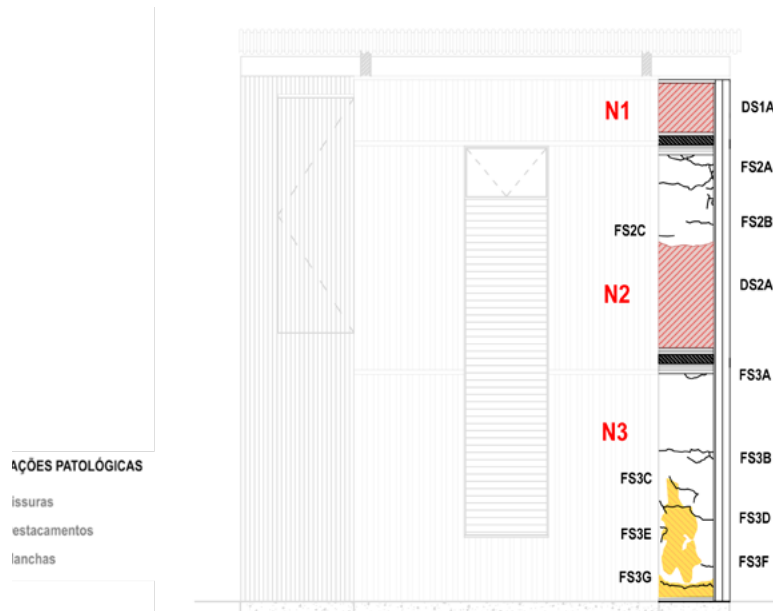 N1
DS1A
FS2A
FS2B
FS2C
DS2A
N2
FS3A
N3
FS3B
FS3C
FS3D
FS3E
FS3F
FS3G
AÇÕES PATOLÓGICAS
issuras
estacamentos
lanchas